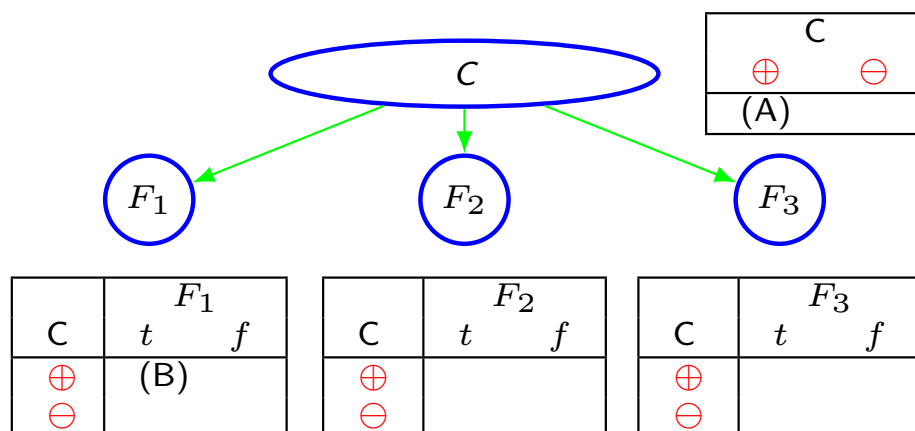 C
⊕ ⊖
(A)
C
F₁ F₂ F₃
F₁
C t f
⊕ (B)
⊖
F₂
C t f
⊕
⊖
F₃
C t f
⊕
⊖